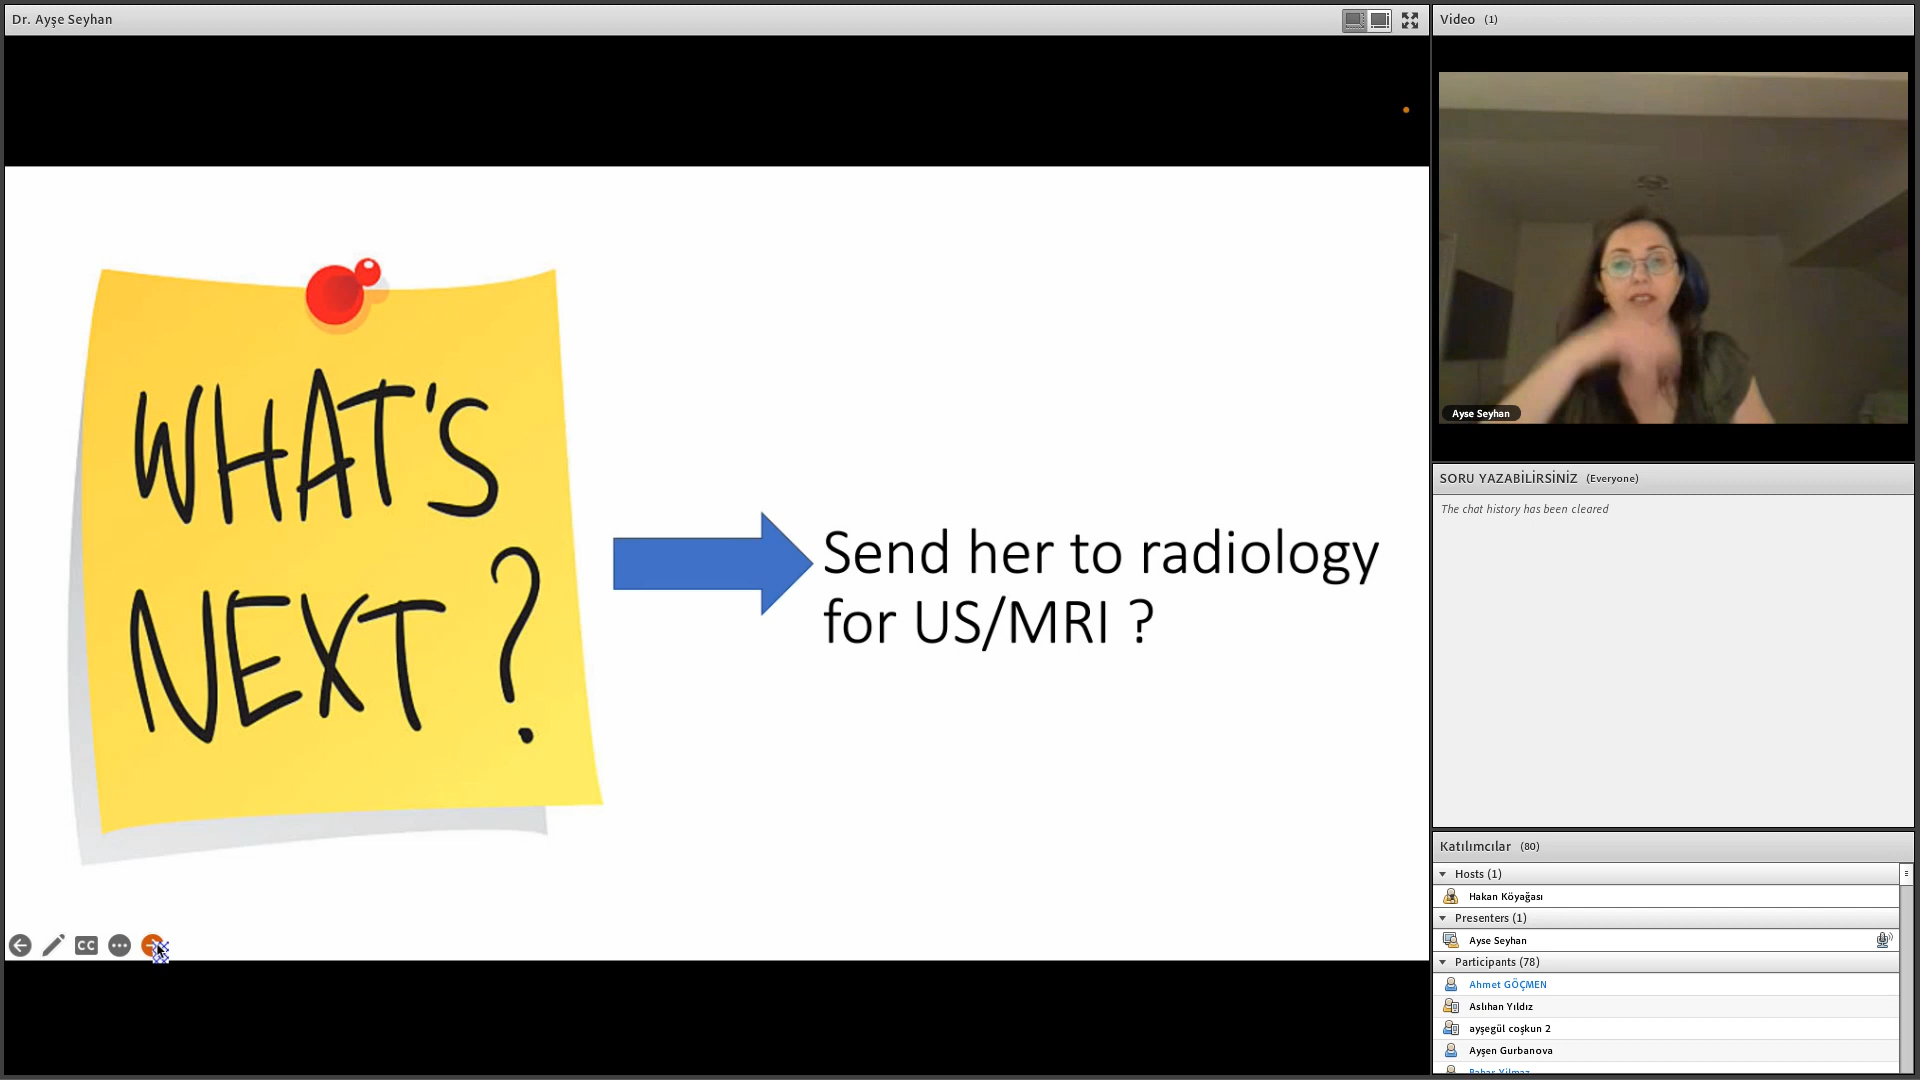 Dr. Ayşe Seyhan
WHAT'S
NEXT ?
Send her to radiology
for US/MRI ?
CC
Video (1)
Ayse Seyhan
SORU YAZABİLİRSİNİZ (Everyone)
The chat history has been cleared
Katılımcılar (80)
Hosts (1)
Hakan Köyağası
Presenters (1)
Ayse Seyhan
Participants (78)
Ahmet GÖÇMEN
Aslıhan Yıldız
ayşegül coşkun 2
Ayşen Gurbanova